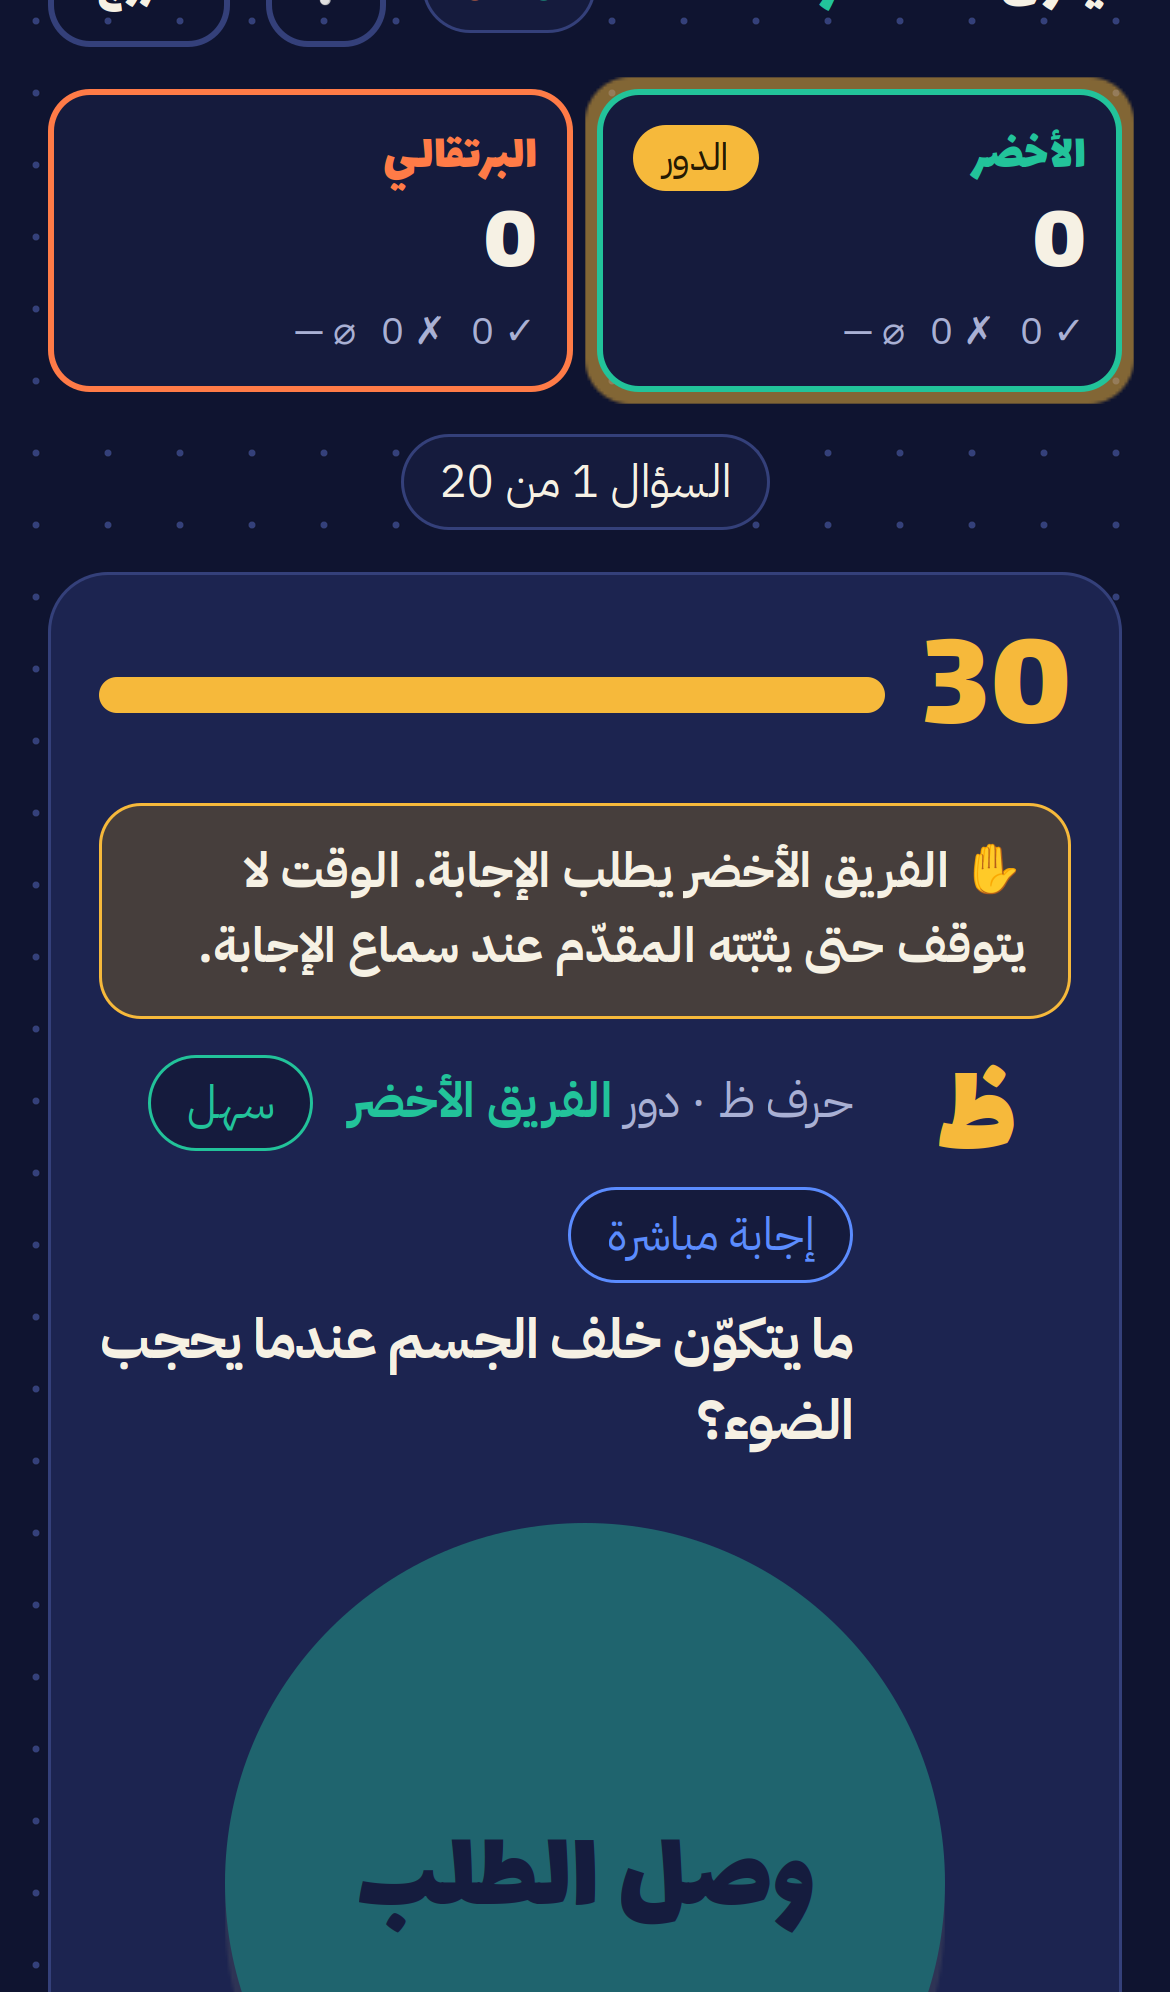 الأخضر الدور
0
✓ 0 ✗ 0 ⌀ —
البرتقالي
0
✓ 0 ✗ 0 ⌀ —
السؤال 1 من 20
30
✋ الفريق الأخضر يطلب الإجابة. الوقت لا
يتوقف حتى يثبّته المقدّم عند سماع الإجابة.
ظ
حرف ظ · دور الفريق الأخضر سهل
إجابة مباشرة
ما يتكوّن خلف الجسم عندما يحجب
الضوء؟
وصل الطلب